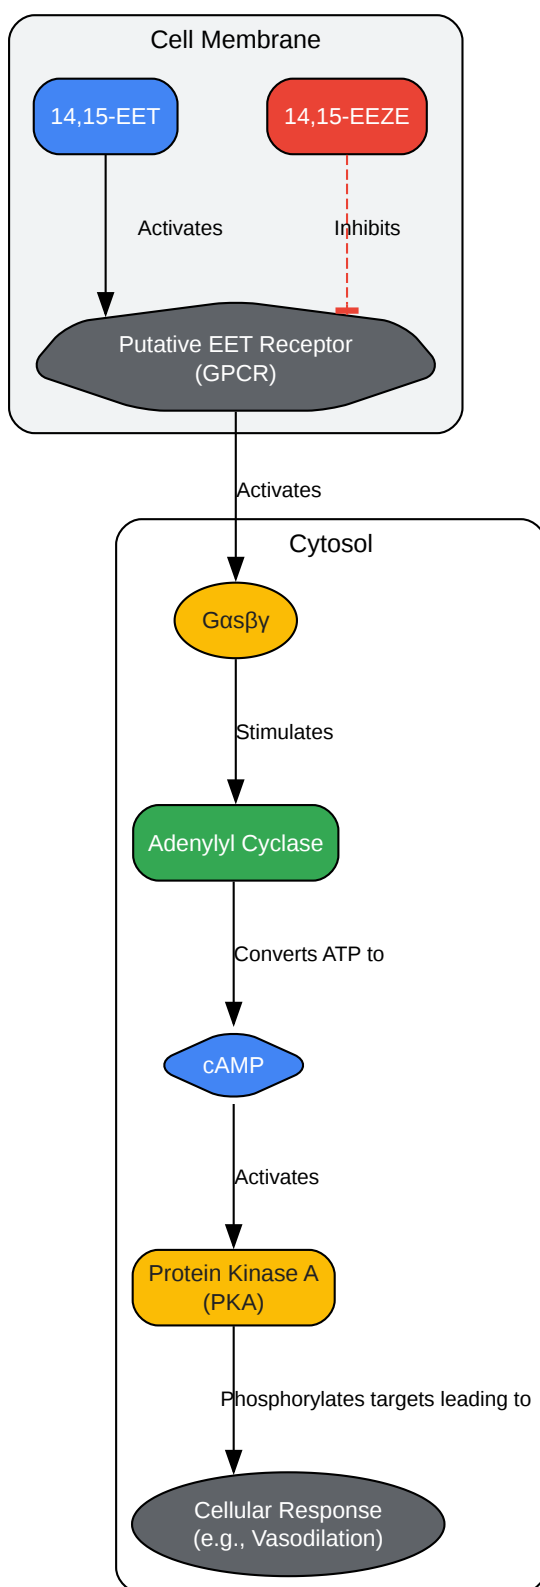 Cell Membrane
14,15-EET
14,15-EEZE
Activates
Inhibits
Putative EET Receptor
(GPCR)
Activates
Cytosol
Gαsβγ
Stimulates
Adenylyl Cyclase
Converts ATP to
cAMP
Activates
Protein Kinase A
(PKA)
Phosphorylates targets leading to
Cellular Response
(e.g., Vasodilation)